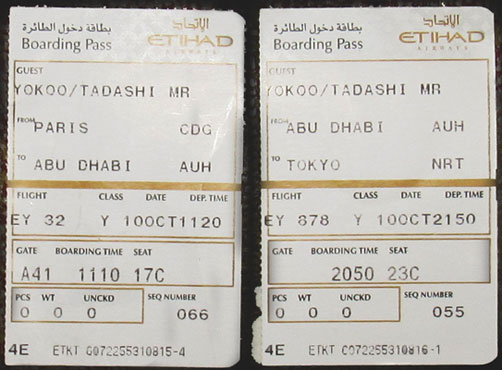 بطاقة دخول الطائرة
Boarding Pass
الإتحاد
ETIHAD
AIRWAYS
GUEST
YOKOO/TADASHI MR
FROM PARIS CDG
TO ABU DHABI AUH
FLIGHT CLASS DATE DEP. TIME
EY 32 Y 10OCT1120
GATE BOARDING TIME SEAT
A41 1110 17C
PCS WT UNCKD SEQ NUMBER
0 0 0 066
4E ETKT C072255310815-4
بطاقة دخول الطائرة
Boarding Pass
الإتحاد
ETIHAD
AIRWAYS
GUEST
YOKOO/TADASHI MR
FROM ABU DHABI AUH
TO TOKYO NRT
FLIGHT CLASS DATE DEP. TIME
EY 878 Y 10OCT2150
GATE BOARDING TIME SEAT
2050 23C
PCS WT UNCKD SEQ NUMBER
0 0 0 055
4E ETKT C072255310816-1